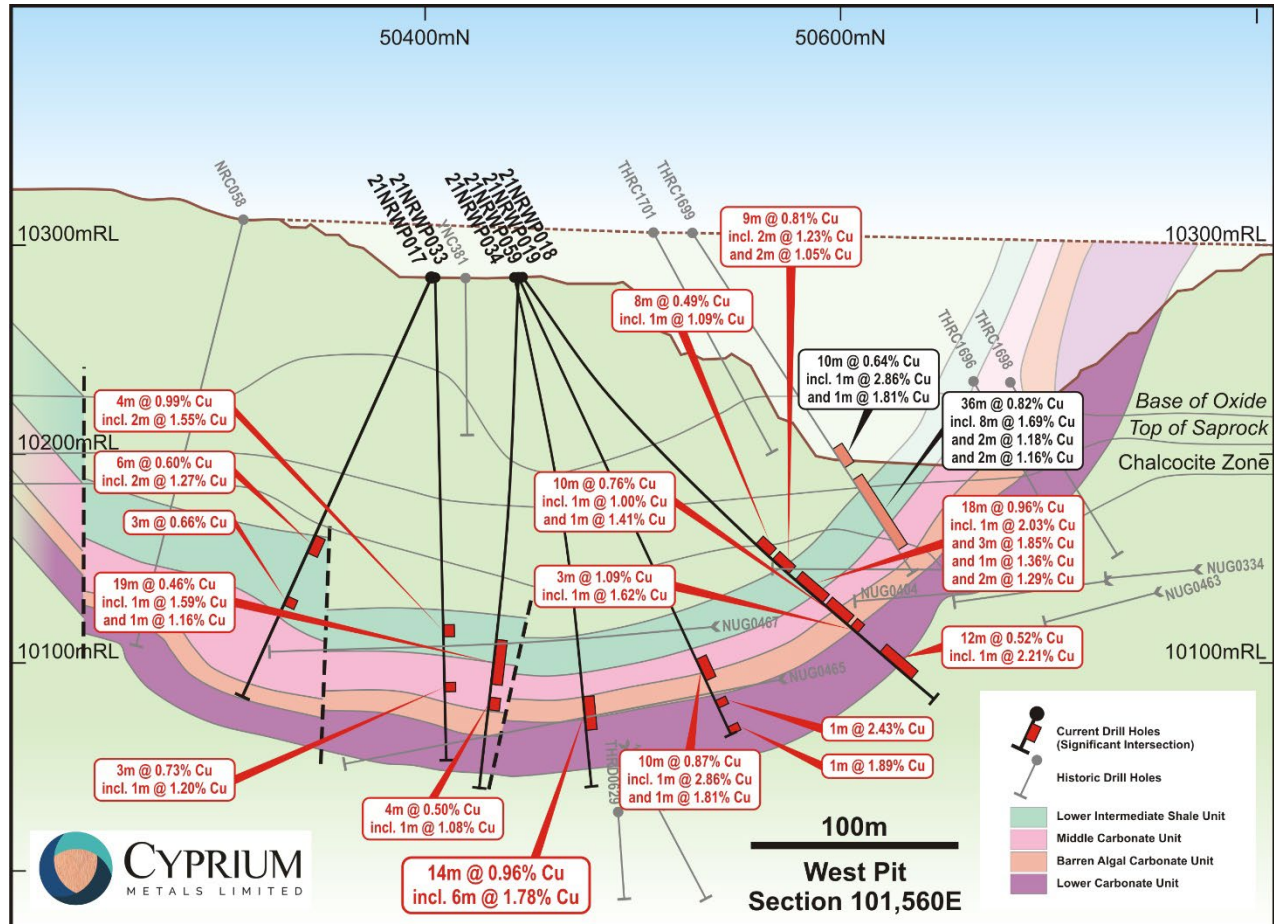 50400mN
50600mN
NRC058
21NRWP017
21NRWP033
VNC381
21NRWP034
21NRWP059
21NRWP019
21NRWP018
THRC1701
THRC1699
10300mRL
10300mRL
9m @ 0.81% Cu
incl. 2m @ 1.23% Cu
and 2m @ 1.05% Cu
8m @ 0.49% Cu
incl. 1m @ 1.09% Cu
THRC1696
THRC1698
10m @ 0.64% Cu
incl. 1m @ 2.86% Cu
and 1m @ 1.81% Cu
36m @ 0.82% Cu
incl. 8m @ 1.69% Cu
and 2m @ 1.18% Cu
and 2m @ 1.16% Cu
Base of Oxide
Top of Saprock
Chalcocite Zone
4m @ 0.99% Cu
incl. 2m @ 1.55% Cu
10200mRL
10200mRL
6m @ 0.60% Cu
incl. 2m @ 1.27% Cu
3m @ 0.66% Cu
10m @ 0.76% Cu
incl. 1m @ 1.00% Cu
and 1m @ 1.41% Cu
18m @ 0.96% Cu
incl. 1m @ 2.03% Cu
and 3m @ 1.85% Cu
and 1m @ 1.36% Cu
and 2m @ 1.29% Cu
19m @ 0.46% Cu
incl. 1m @ 1.59% Cu
and 1m @ 1.16% Cu
3m @ 1.09% Cu
incl. 1m @ 1.62% Cu
NUG0334
NUG0463
NUG0404
NUG0467
10100mRL
10100mRL
12m @ 0.52% Cu
incl. 1m @ 2.21% Cu
NUG0465
1m @ 2.43% Cu
1m @ 1.89% Cu
3m @ 0.73% Cu
incl. 1m @ 1.20% Cu
10m @ 0.87% Cu
incl. 1m @ 2.86% Cu
and 1m @ 1.81% Cu
THRD0629
4m @ 0.50% Cu
incl. 1m @ 1.08% Cu
14m @ 0.96% Cu
incl. 6m @ 1.78% Cu
100m
West Pit
Section 101,560E
Current Drill Holes
(Significant Intersection)
Historic Drill Holes
Lower Intermediate Shale Unit
Middle Carbonate Unit
Barren Algal Carbonate Unit
Lower Carbonate Unit
CYPRIUM
METALS LIMITED